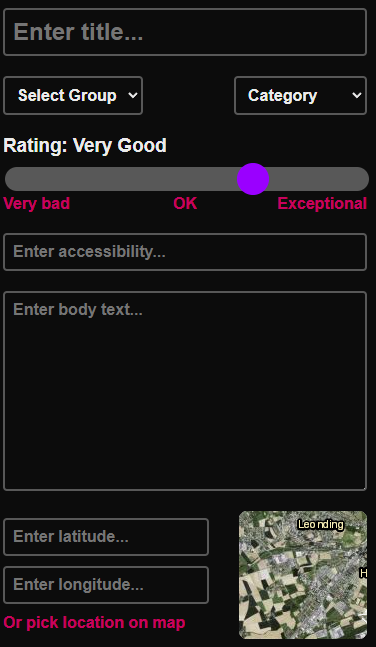 Enter title...
Select Group Category
Rating: Very Good
Very bad OK Exceptional
Enter accessibility...
Enter body text...
Leonding
H
Enter latitude...
Enter longitude...
Or pick location on map